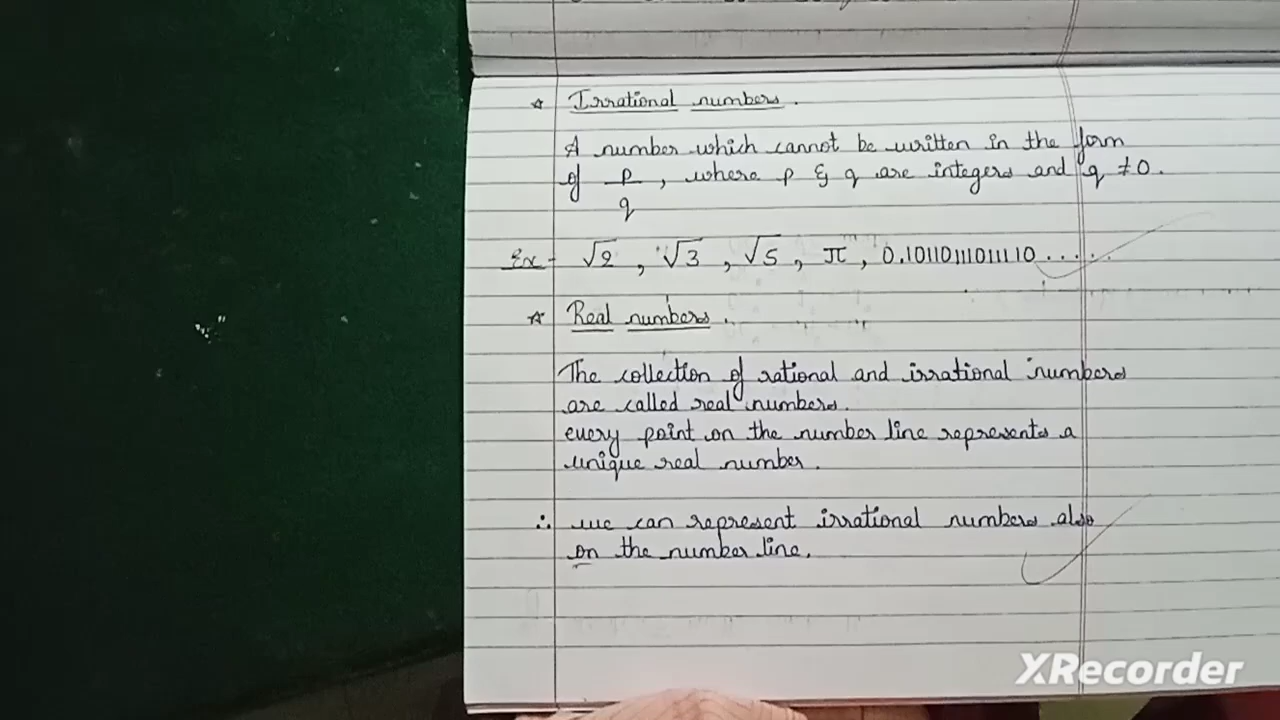 ☆ Irrational numbers.
A number which cannot be written in the form
of p/q, where p & q are integers and q ≠ 0.
Ex - √2, √3, √5, π, 0.1011011101110.....
☆ Real numbers.
The collection of rational and irrational numbers
are called real numbers.
every point on the number line represents a
unique real number.
∴ we can represent irrational numbers also
on the number line.
XRecorder